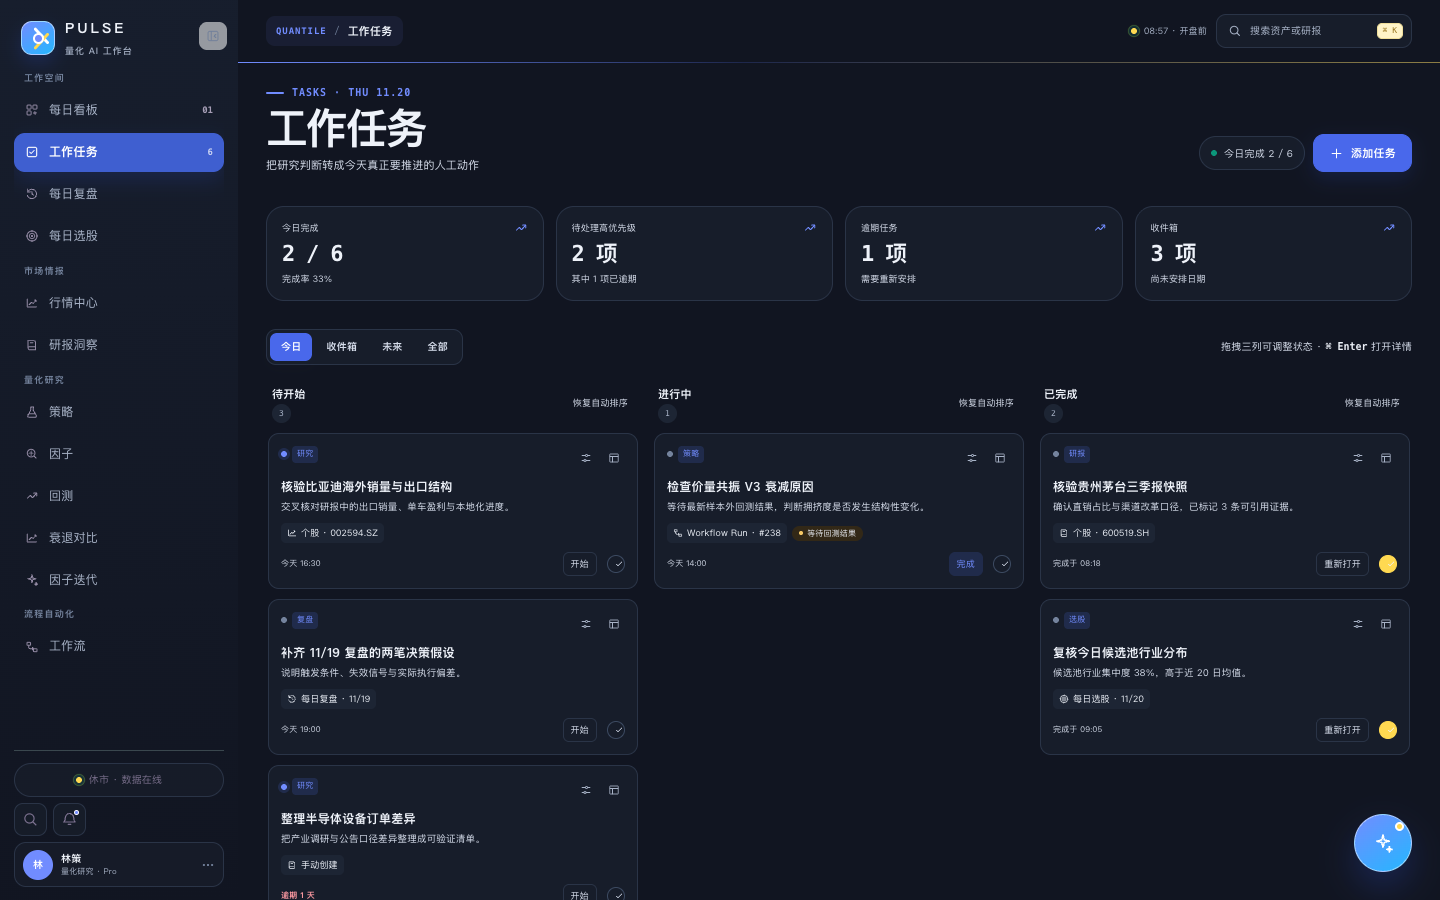 PULSE
量化 AI 工作台
工作空间
每日看板 01
工作任务 6
每日复盘
每日选股
市场情报
行情中心
研报洞察
量化研究
策略
因子
回测
衰退对比
因子迭代
流程自动化
工作流
休市 · 数据在线
林
林策
量化研究 · Pro
QUANTILE / 工作任务
08:57 · 开盘前
搜索资产或研报
⌘ K
TASKS · THU 11.20
工作任务
把研究判断转成今天真正要推进的人工动作
今日完成 2 / 6
添加任务
今日完成
2 / 6
完成率 33%
待处理高优先级
2 项
其中 1 项已逾期
逾期任务
1 项
需要重新安排
收件箱
3 项
尚未安排日期
今日 收件箱 未来 全部
拖拽三列可调整状态 · ⌘ Enter 打开详情
待开始
3
恢复自动排序
研究
核验比亚迪海外销量与出口结构
交叉核对研报中的出口销量、单车盈利与本地化进度。
个股 · 002594.SZ
今天 16:30
开始
复盘
补齐 11/19 复盘的两笔决策假设
说明触发条件、失效信号与实际执行偏差。
每日复盘 · 11/19
今天 19:00
开始
研究
整理半导体设备订单差异
把产业调研与公告口径差异整理成可验证清单。
手动创建
逾期 1 天
开始
进行中
1
恢复自动排序
策略
检查价量共振 V3 衰减原因
等待最新样本外回测结果，判断拥挤度是否发生结构性变化。
Workflow Run · #238
等待回测结果
今天 14:00
完成
已完成
2
恢复自动排序
研报
核验贵州茅台三季报快照
确认直销占比与渠道改革口径，已标记 3 条可引用证据。
个股 · 600519.SH
完成于 08:18
重新打开
选股
复核今日候选池行业分布
候选池行业集中度 38%，高于近 20 日均值。
每日选股 · 11/20
完成于 09:05
重新打开